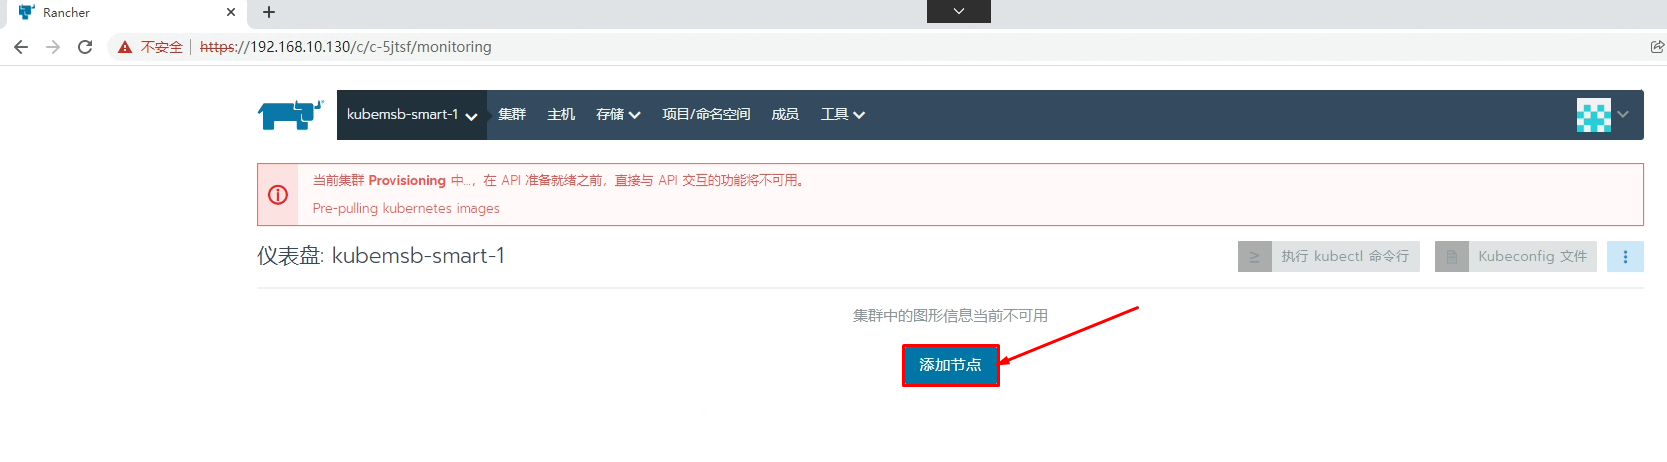 Rancher
不安全 https://192.168.10.130/c/c-5jtsf/monitoring
kubemsb-smart-1 集群 主机 存储 项目/命名空间 成员 工具
当前集群 Provisioning 中...，在 API 准备就绪之前，直接与 API 交互的功能将不可用。
Pre-pulling kubernetes images
仪表盘: kubemsb-smart-1 执行 kubectl 命令行 Kubeconfig 文件
集群中的图形信息当前不可用
添加节点